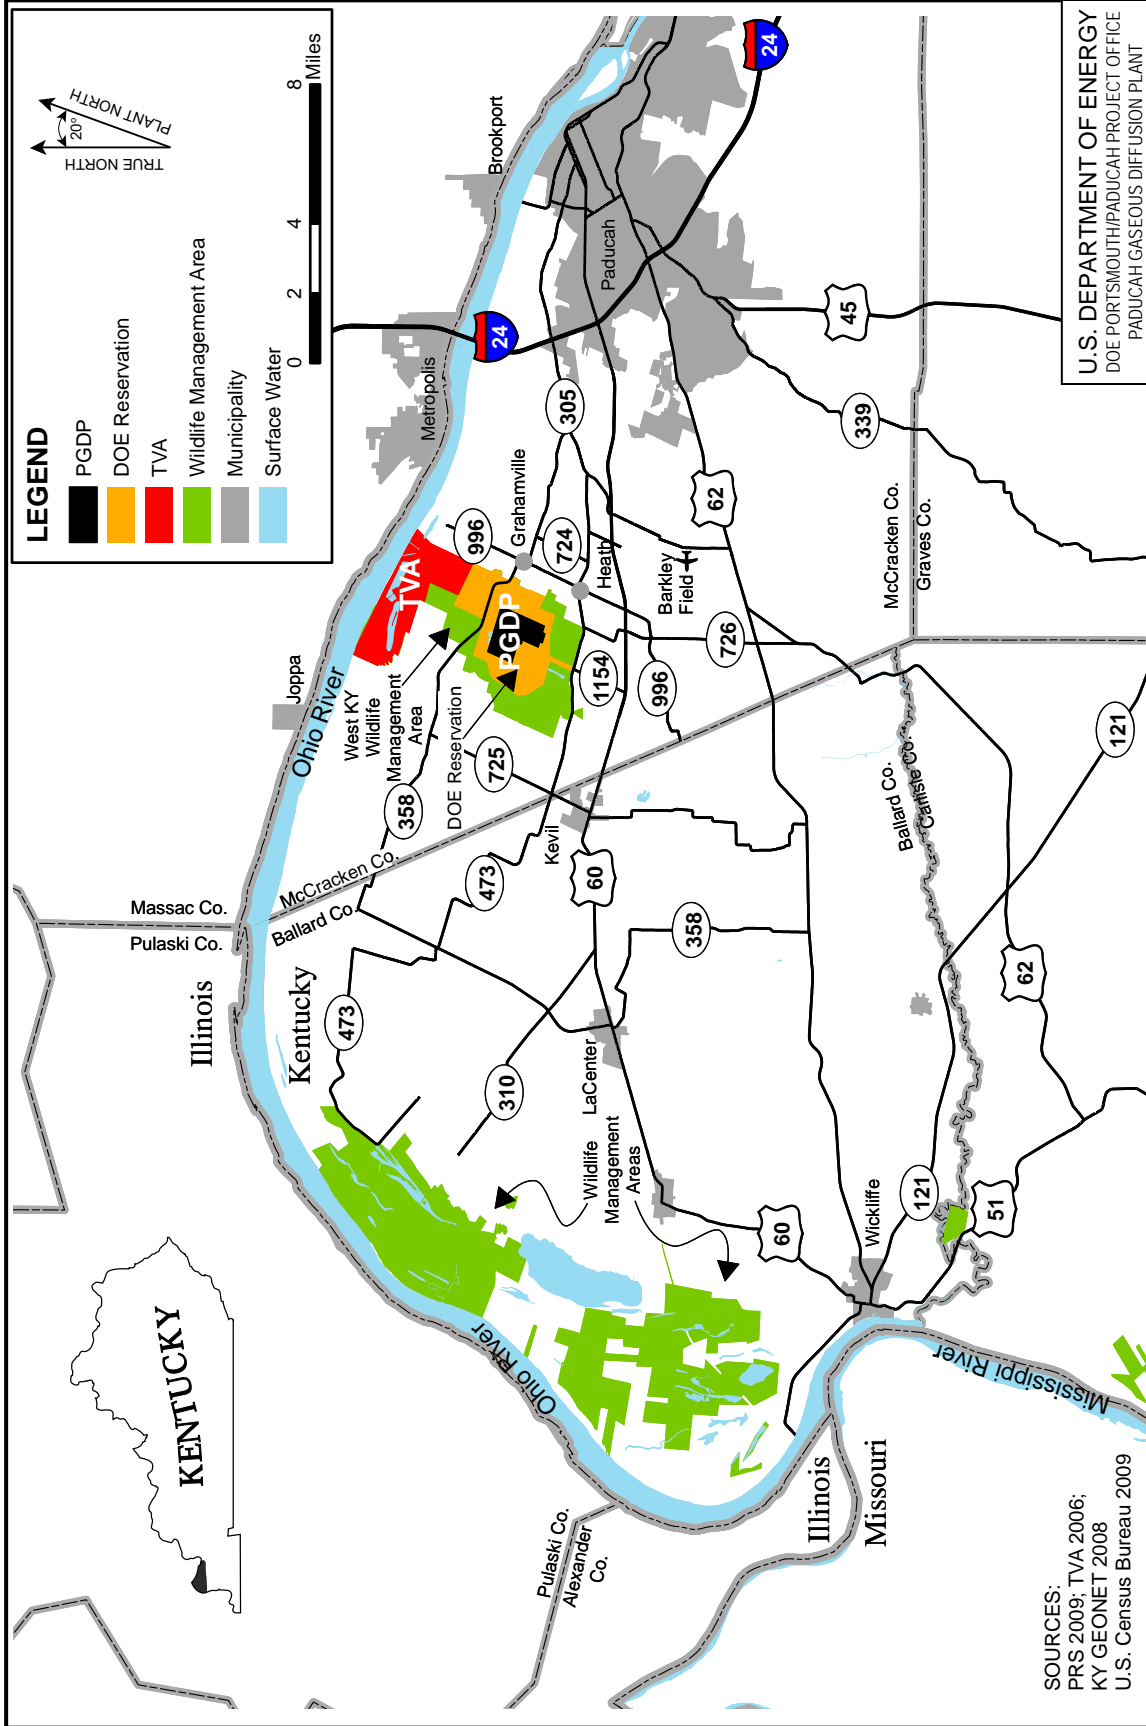 KENTUCKY
Illinois
Pulaski Co.
Massac Co.
Kentucky
Ballard Co.
McCracken Co.
Ohio River
Joppa
Metropolis
Brookport
LEGEND
PGDP
DOE Reservation
TVA
Wildlife Management Area
Municipality
Surface Water
0
2
4
8
Miles
TRUE NORTH
PLANT NORTH
20°
24
West KY
Wildlife
Management
Area
DOE Reservation
TVA
PGDP
358
725
473
473
310
996
Grahamville
724
305
Heath
1154
996
Kevil
60
LaCenter
Wildlife
Management
Areas
358
Barkley
Field
726
62
Paducah
24
45
339
McCracken Co.
Graves Co.
Ballard Co.
Carlisle Co.
121
62
60
Wickliffe
121
51
Ohio River
Mississippi River
Pulaski Co.
Alexander
Co.
Illinois
Missouri
SOURCES:
PRS 2009; TVA 2006;
KY GEONET 2008
U.S. Census Bureau 2009
U.S. DEPARTMENT OF ENERGY
DOE PORTSMOUTH/PADUCAH PROJECT OFFICE
PADUCAH GASEOUS DIFFUSION PLANT